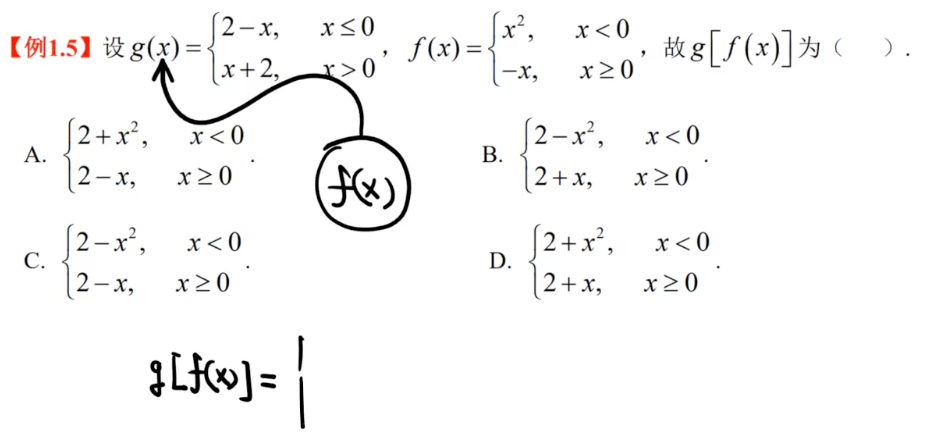 【例1.5】设 g(x) = { 2−x, x≤0; x+2, x>0 , f(x) = { x², x<0; −x, x≥0 , 故 g[f(x)] 为（ ）.
A. { 2+x², x<0; 2−x, x≥0 . B. { 2−x², x<0; 2+x, x≥0 .
f(x)
C. { 2−x², x<0; 2−x, x≥0 . D. { 2+x², x<0; 2+x, x≥0 .
g[f(x)] = {